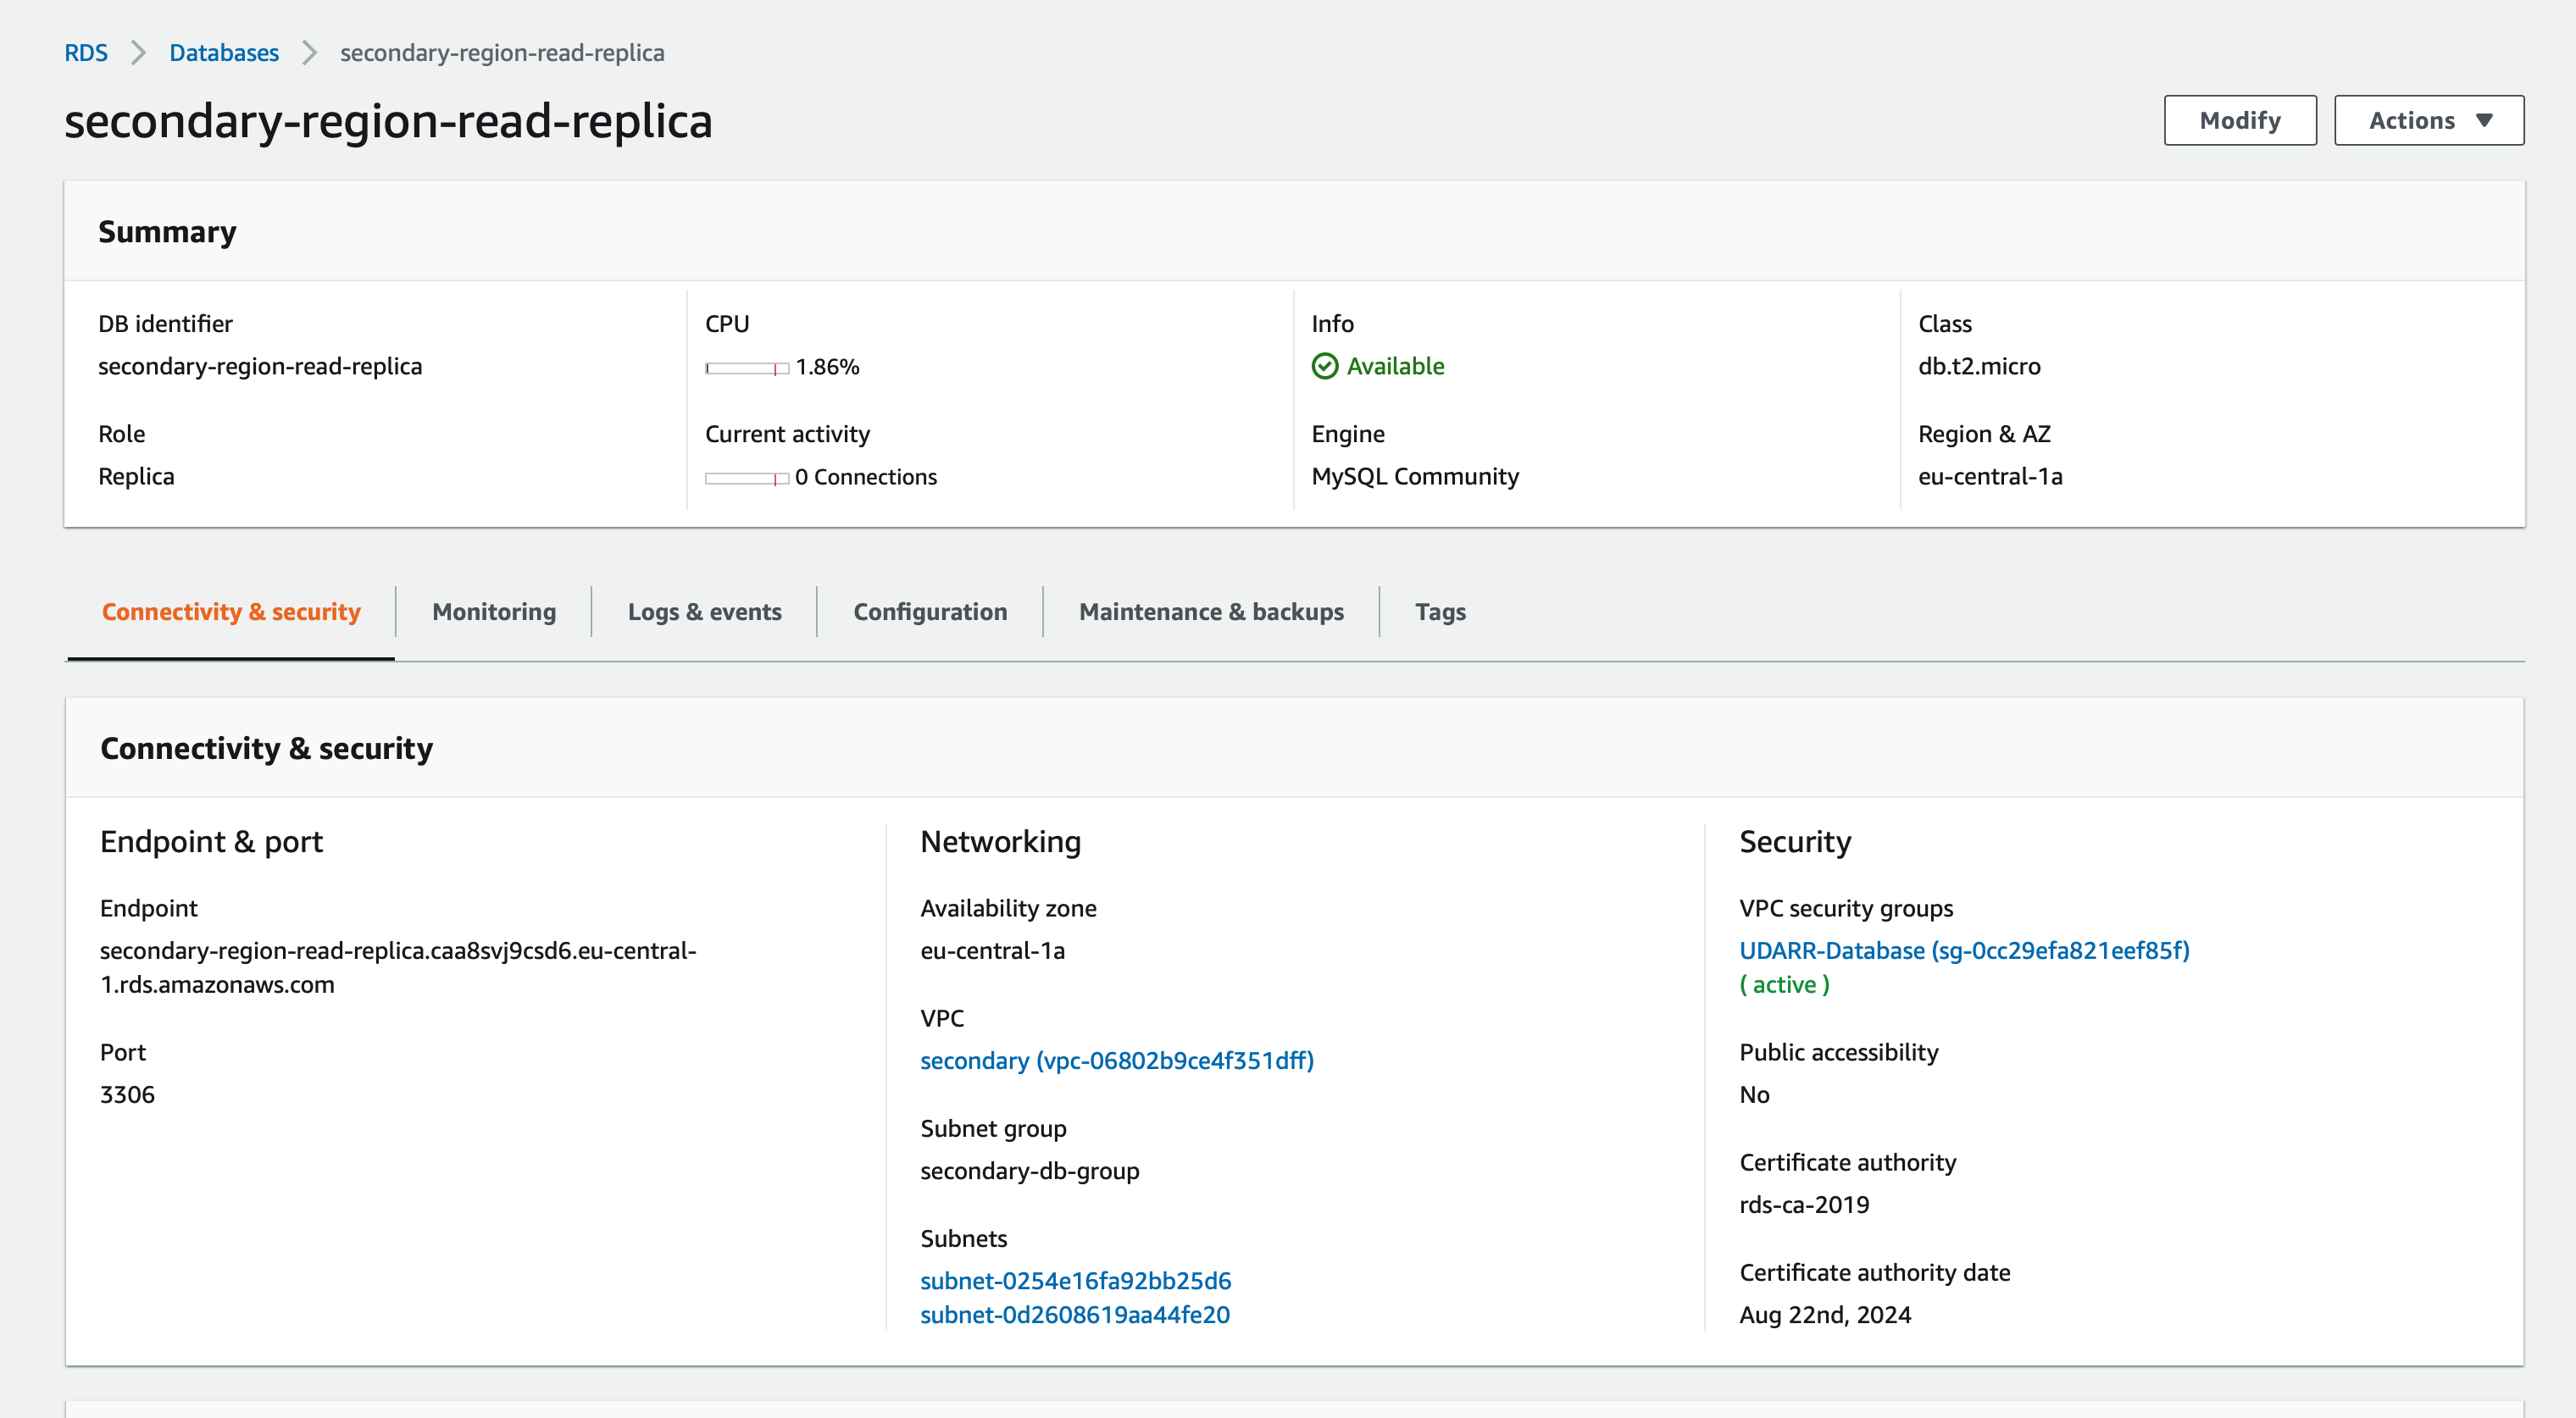 RDS > Databases > secondary-region-read-replica
secondary-region-read-replica
Modify
Actions
Summary
DB identifier
secondary-region-read-replica
CPU
1.86%
Info
Available
Class
db.t2.micro
Role
Replica
Current activity
0 Connections
Engine
MySQL Community
Region & AZ
eu-central-1a
Connectivity & security
Monitoring
Logs & events
Configuration
Maintenance & backups
Tags
Connectivity & security
Endpoint & port
Endpoint
secondary-region-read-replica.caa8svj9csd6.eu-central-
1.rds.amazonaws.com
Port
3306
Networking
Availability zone
eu-central-1a
VPC
secondary (vpc-06802b9ce4f351dff)
Subnet group
secondary-db-group
Subnets
subnet-0254e16fa92bb25d6
subnet-0d2608619aa44fe20
Security
VPC security groups
UDARR-Database (sg-0cc29efa821eef85f)
( active )
Public accessibility
No
Certificate authority
rds-ca-2019
Certificate authority date
Aug 22nd, 2024